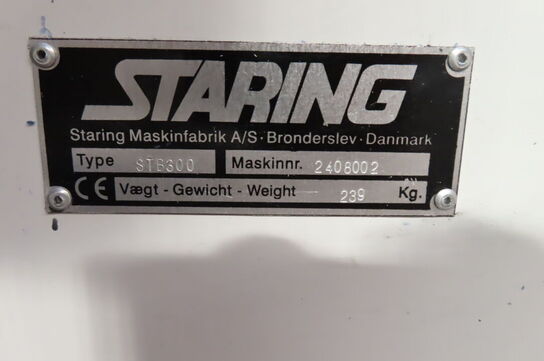 STARING
Staring Maskinfabrik A/S · Bronderslev · Danmark
Type STB300 Maskinnr. 2408002
CE Vægt - Gewicht - Weight 239 Kg.